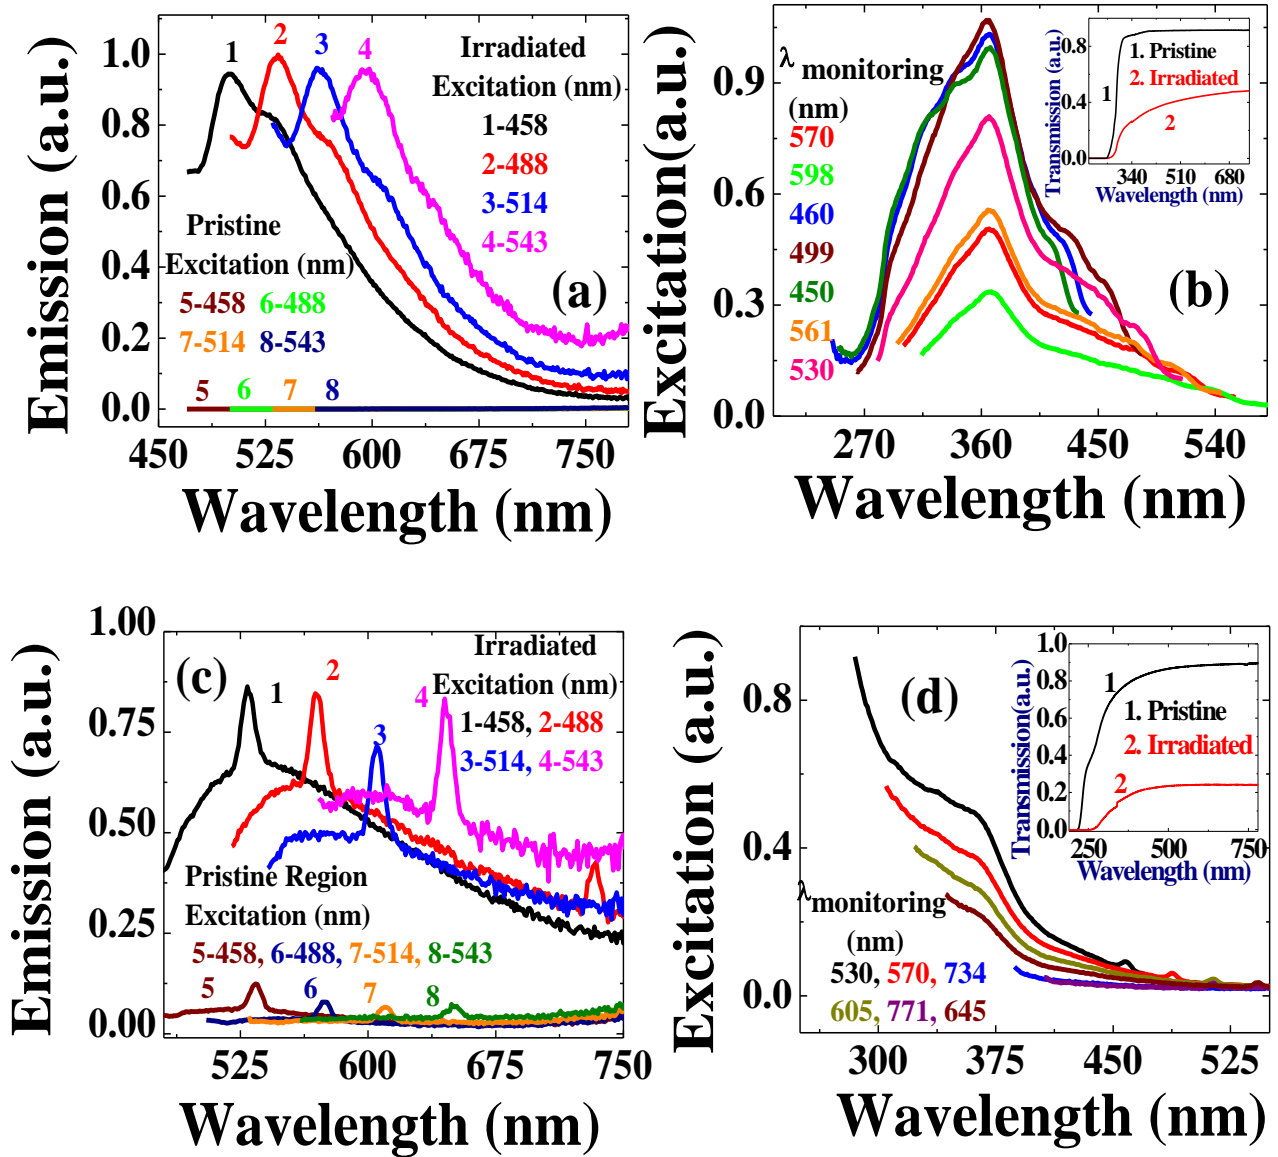 Emission (a.u.)
1.0
0.8
0.6
0.4
0.2
0.0
1
2
3
4
Irradiated
Excitation (nm)
1-458
2-488
3-514
4-543
Pristine
Excitation (nm)
5-458 6-488
7-514 8-543
(a)
5 6 7 8
450 525 600 675 750
Wavelength (nm)
Excitation(a.u.)
0.9
0.6
0.3
0.0
λ monitoring
(nm)
570
598
460
499
450
561
530
(b)
Transmission (a.u.)
0.8
0.4
0.0
1. Pristine
2. Irradiated
1
2
340 510 680
Wavelength (nm)
270 360 450 540
Wavelength (nm)
Emission (a.u.)
1.00
0.75
0.50
0.25
0.00
(c)
1
2
3
4
Irradiated
Excitation (nm)
1-458, 2-488
3-514, 4-543
Pristine Region
Excitation (nm)
5-458, 6-488, 7-514, 8-543
5 6 7 8
525 600 675 750
Wavelength (nm)
Excitation (a.u.)
0.8
0.4
0.0
(d)
λmonitoring
(nm)
530, 570, 734
605, 771, 645
Transmission(a.u.)
1.0
0.8
0.6
0.4
0.2
0.0
1
1. Pristine
2. Irradiated
2
250 500 750
Wavelength (nm)
300 375 450 525
Wavelength (nm)